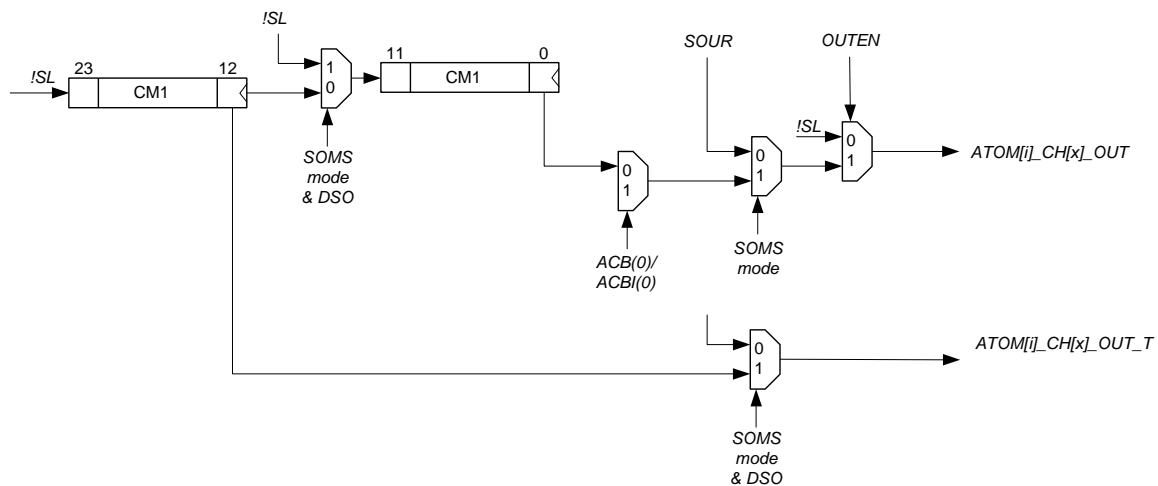 !SL
SOUR
OUTEN
!SL
23
12
CM1
1
0
11
0
CM1
SOMS
mode
& DSO
!SL
0
1
ATOM[i]_CH[x]_OUT
0
1
0
1
ACB(0)/
ACBI(0)
SOMS
mode
0
1
ATOM[i]_CH[x]_OUT_T
SOMS
mode
& DSO